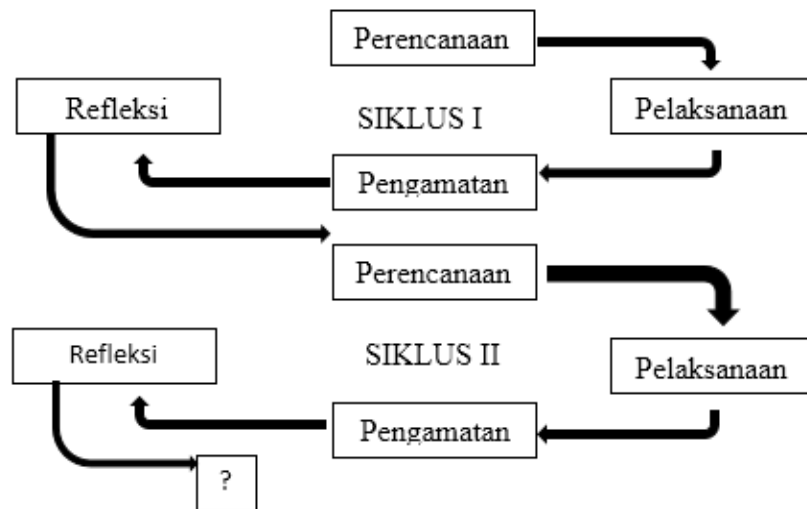 Perencanaan
Refleksi
SIKLUS I
Pelaksanaan
Pengamatan
Perencanaan
Refleksi
SIKLUS II
Pelaksanaan
Pengamatan
?